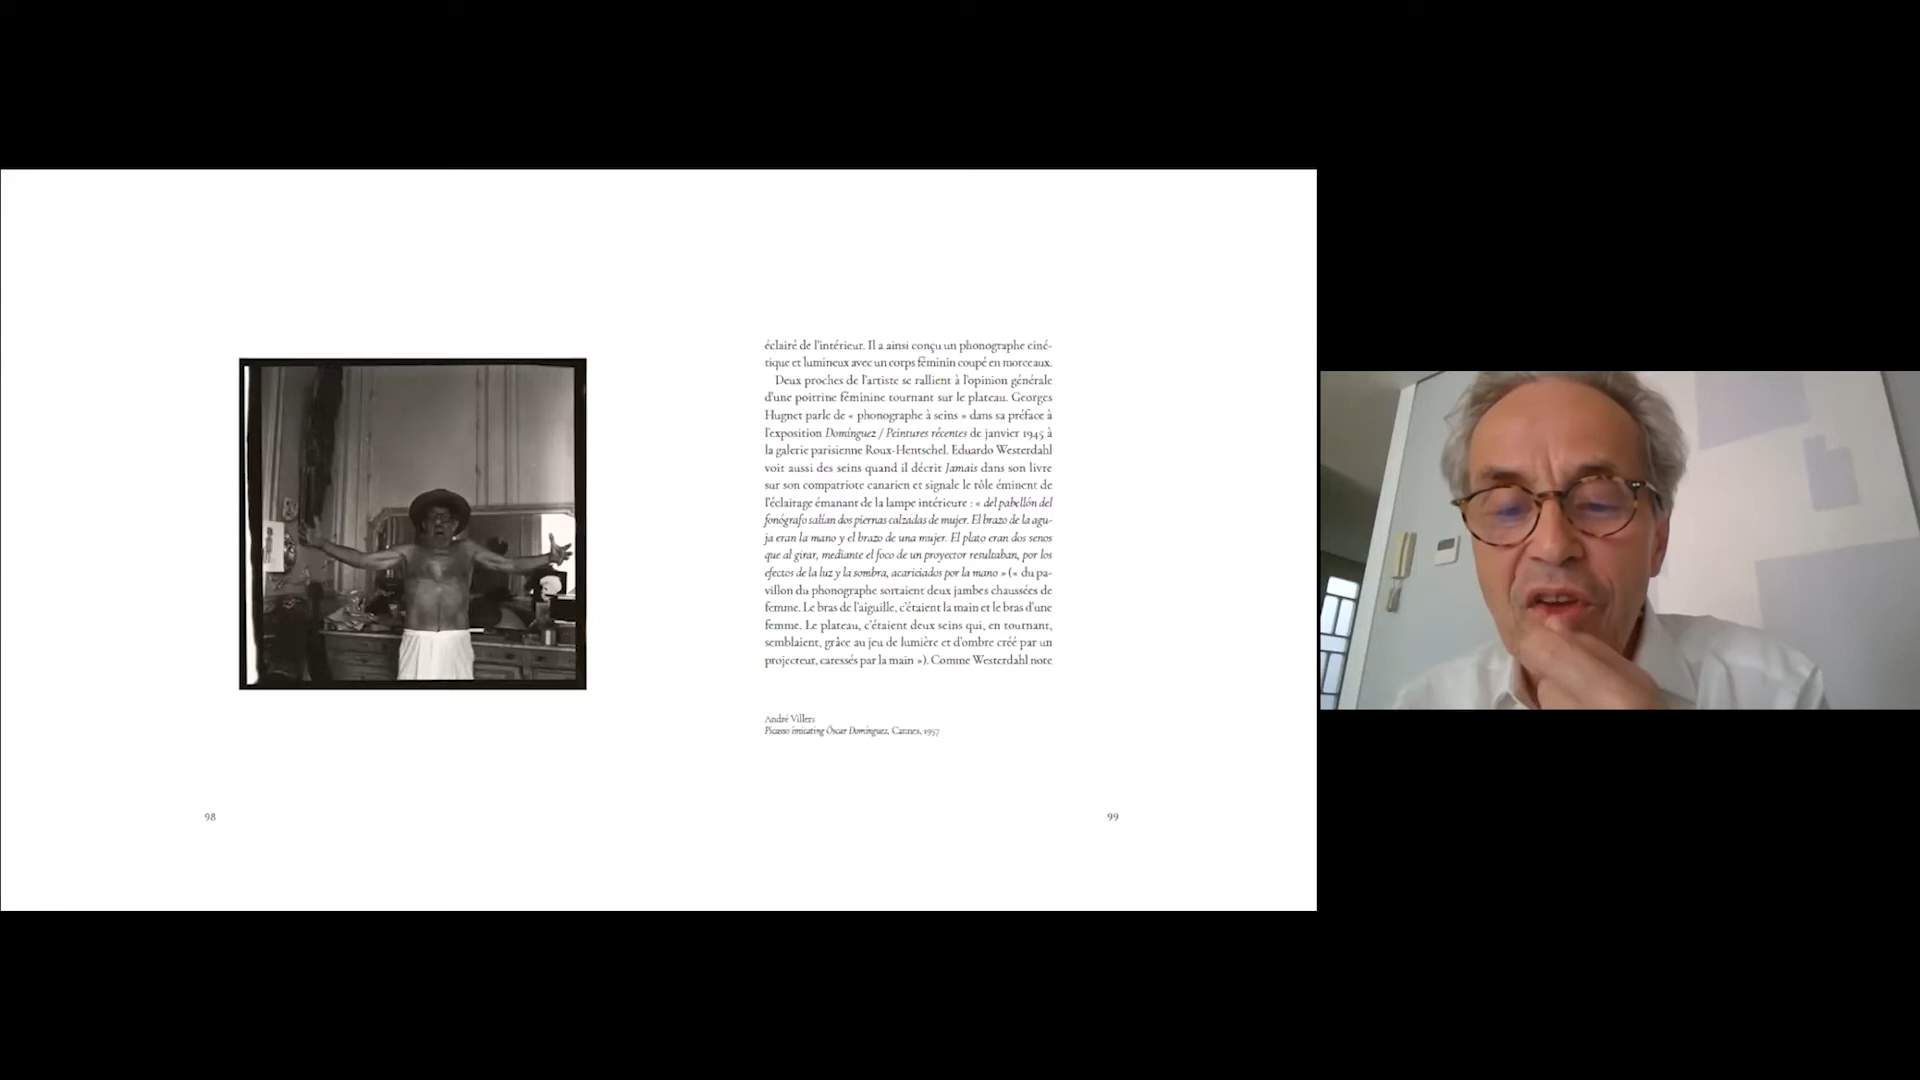 éclairé de l'intérieur. Il a ainsi conçu un phonographe ciné-
tique et lumineux avec un corps féminin coupé en morceaux.
Deux proches de l'artiste se rallient à l'opinion générale
d'une poitrine féminine tournant sur le plateau. Georges
Hugnet parle de « phonographe à seins » dans sa préface à
l'exposition Domínguez / Peintures récentes de janvier 1945 à
la galerie parisienne Roux-Hentschel. Eduardo Westerdahl
voit aussi des seins quand il décrit Jamais dans son livre
sur son compatriote canarien et signale le rôle éminent de
l'éclairage émanant de la lampe intérieure : « del pabellón del
fonógrafo salían dos piernas calzadas de mujer. El brazo de la agu-
ja eran la mano y el brazo de una mujer. El plato eran dos senos
que al girar, mediante el foco de un proyector resultaban, por los
efectos de la luz y la sombra, acariciados por la mano » (« du pa-
villon du phonographe sortaient deux jambes chaussées de
femme. Le bras de l'aiguille, c'étaient la main et le bras d'une
femme. Le plateau, c'étaient deux seins qui, en tournant,
semblaient, grâce au jeu de lumière et d'ombre créé par un
projecteur, caressés par la main »). Comme Westerdahl note
André Villers
Picasso imitating Óscar Domínguez, Cannes, 1957
98
99